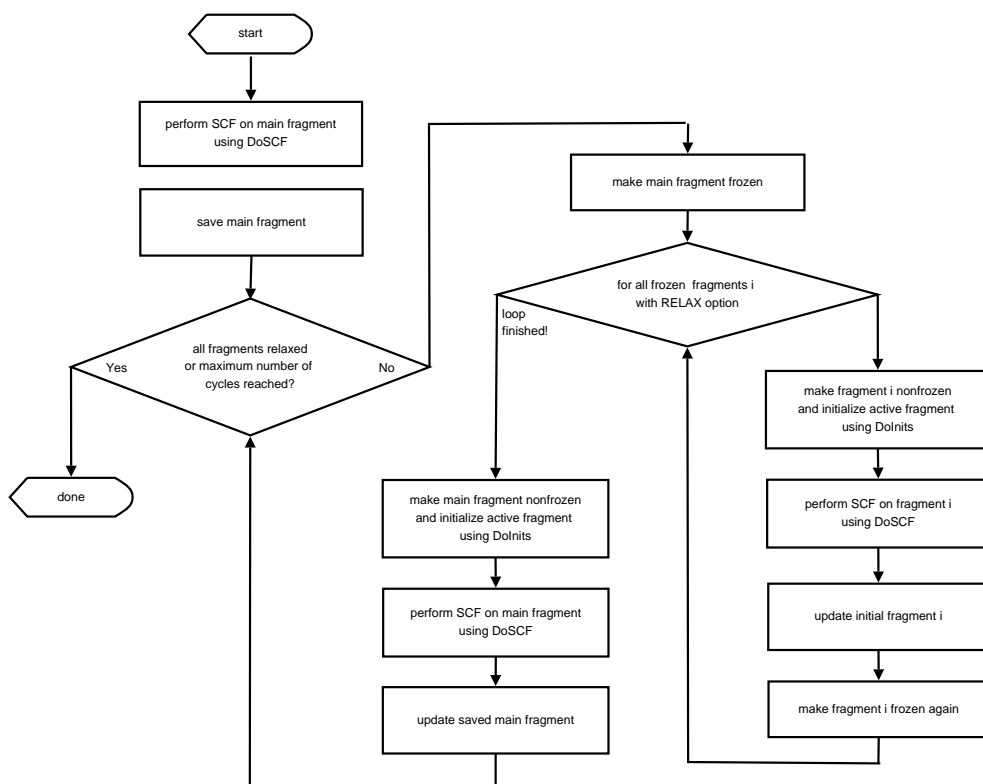 start
perform SCF on main fragment
using DoSCF
save main fragment
all fragments relaxed
or maximum number of
cycles reached?
Yes
No
done
make main fragment frozen
for all frozen fragments i
with RELAX option
loop
finished!
make fragment i nonfrozen
and initialize active fragment
using DoInits
perform SCF on fragment i
using DoSCF
update initial fragment i
make fragment i frozen again
make main fragment nonfrozen
and initialize active fragment
using DoInits
perform SCF on main fragment
using DoSCF
update saved main fragment